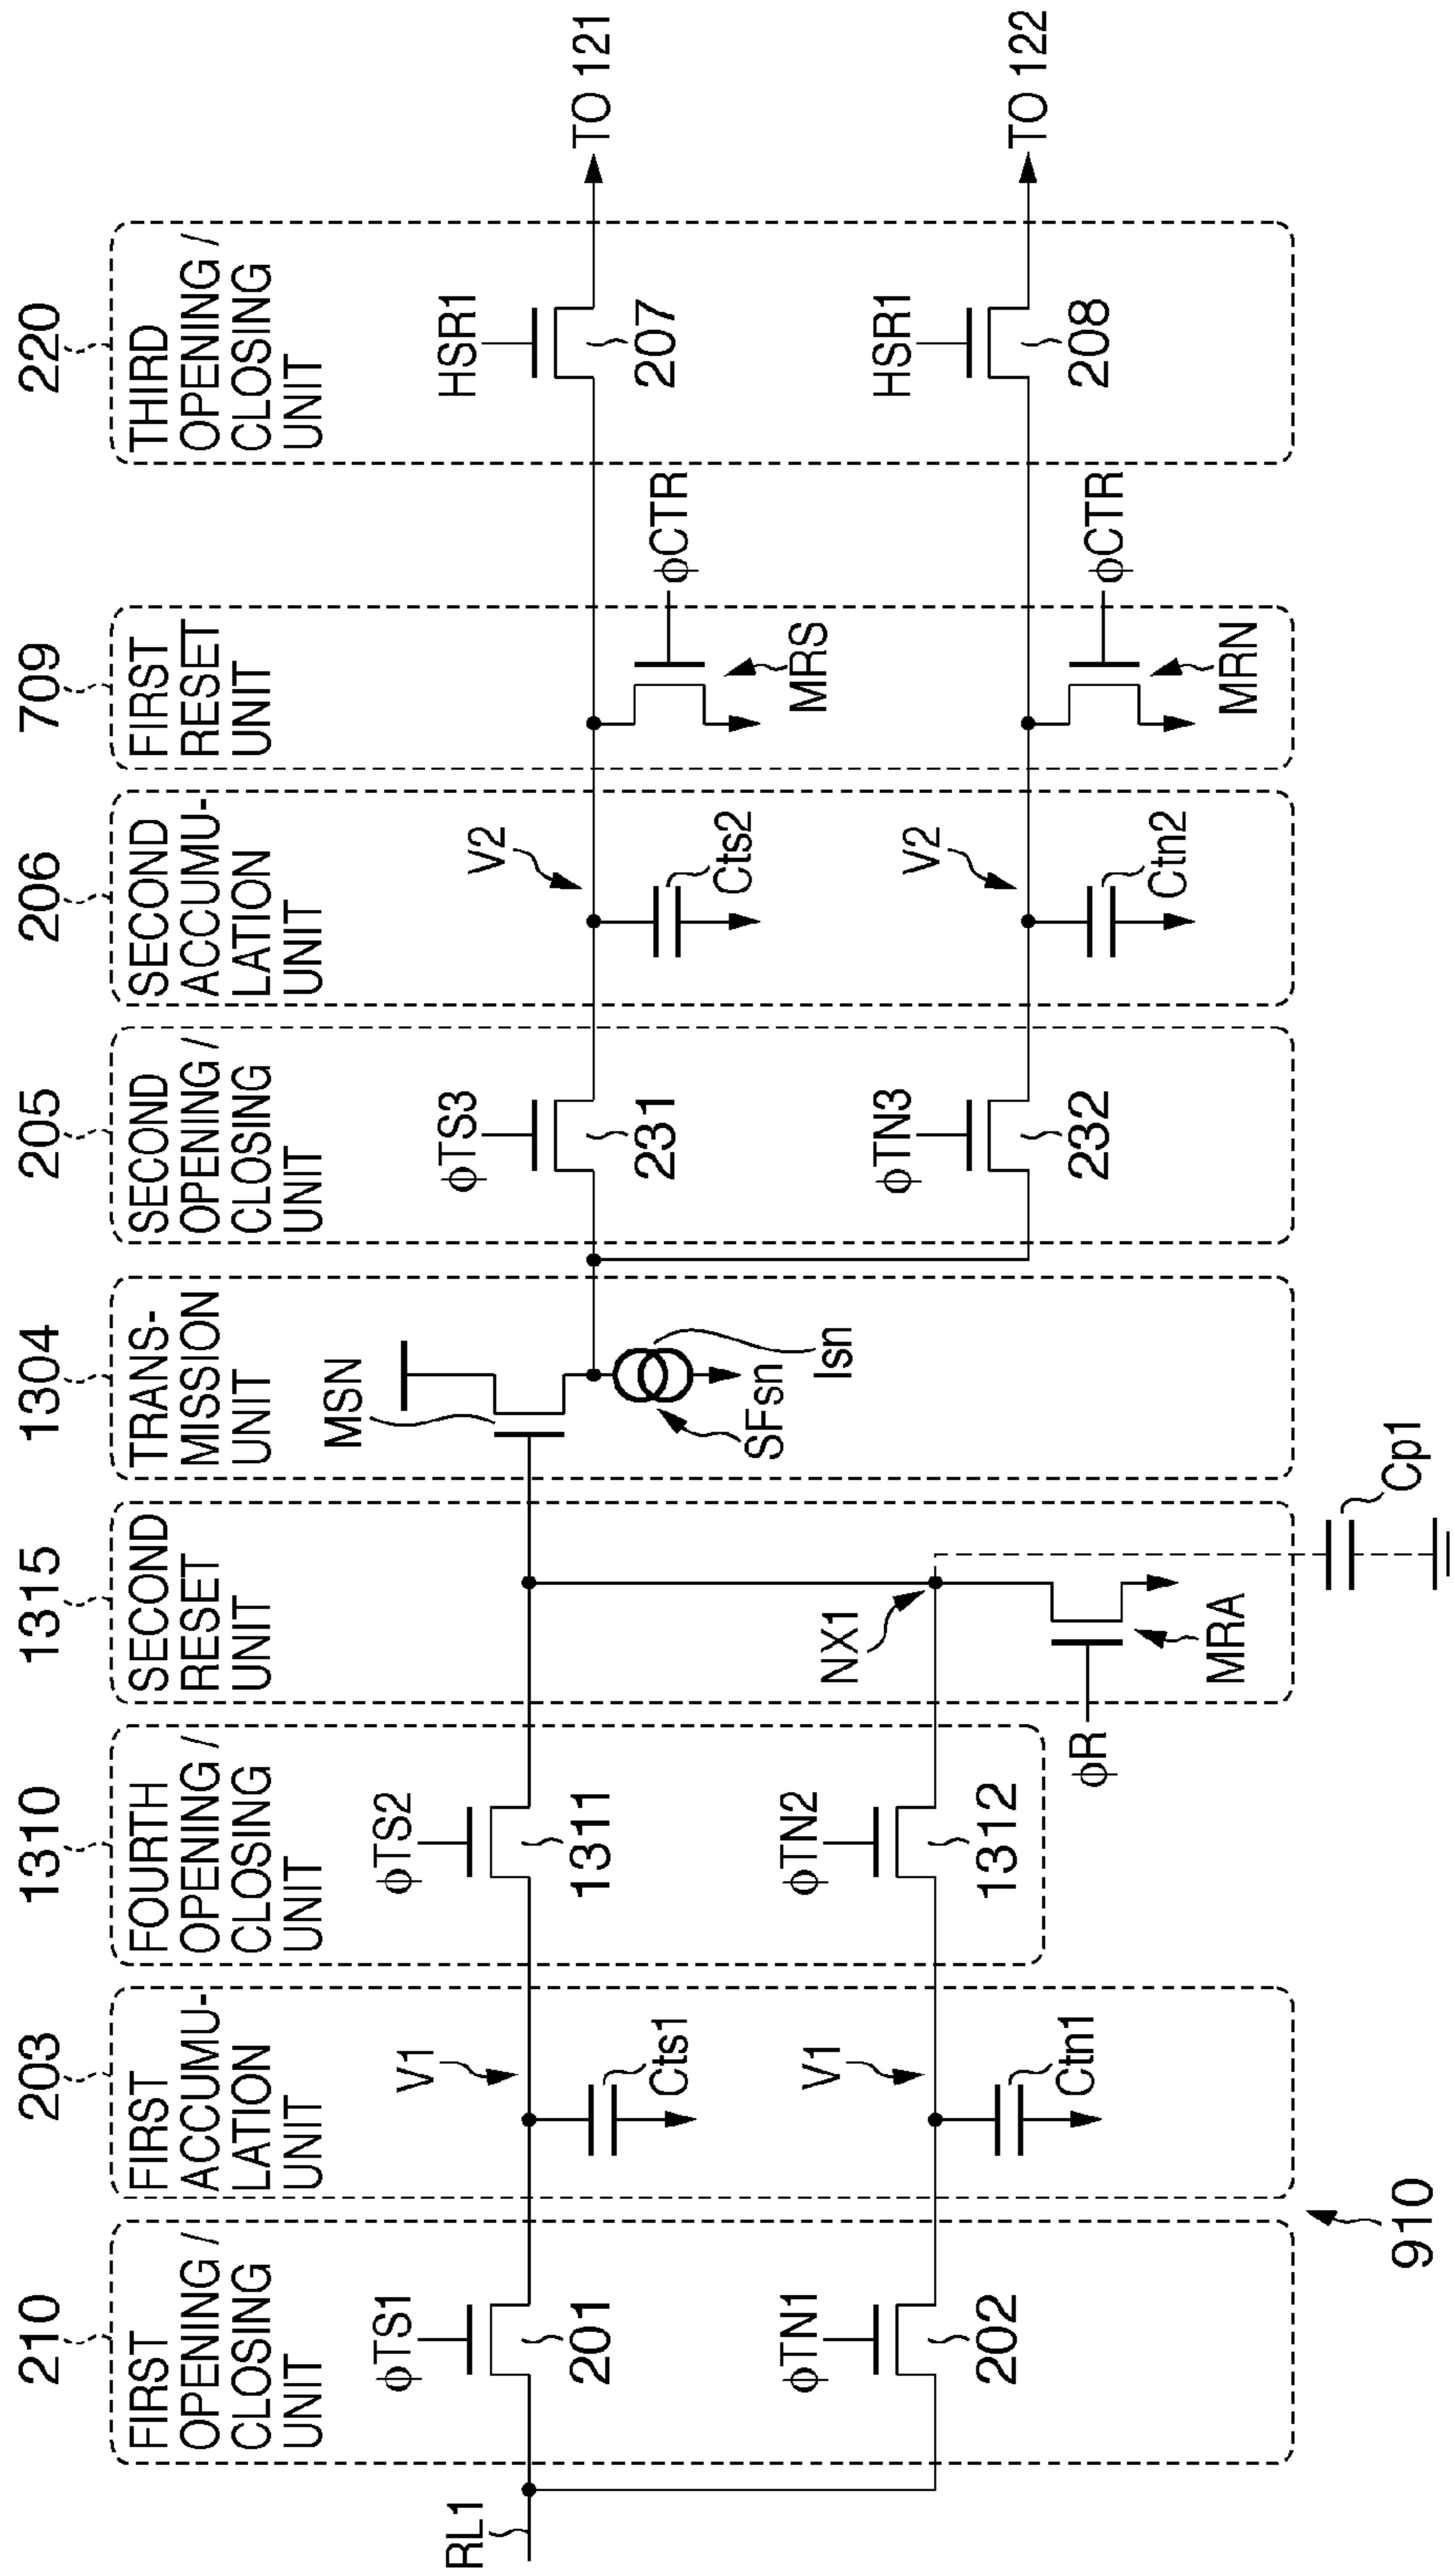 210
FIRST
OPENING /
CLOSING
UNIT
203
FIRST
ACCUMU-
LATION
UNIT
1310
FOURTH
OPENING /
CLOSING
UNIT
1315
SECOND
RESET
UNIT
1304
TRANS-
MISSION
UNIT
205
SECOND
OPENING /
CLOSING
UNIT
206
SECOND
ACCUMU-
LATION
UNIT
709
FIRST
RESET
UNIT
220
THIRD
OPENING /
CLOSING
UNIT
RL1
ϕTS1
201
V1
Cts1
ϕTS2
1311
MSN
SFsn
Isn
ϕTS3
231
V2
Cts2
ϕCTR
MRS
HSR1
207
TO 121
ϕTN1
202
V1
Ctn1
ϕTN2
1312
NX1
ϕR
MRA
Cp1
ϕTN3
232
V2
Ctn2
ϕCTR
MRN
HSR1
208
TO 122
910